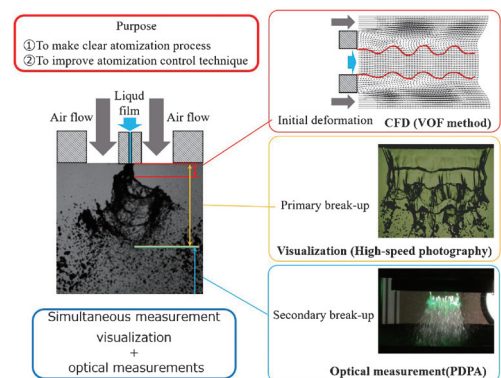 Purpose
①To make clear atomization process
②To improve atomization control technique
Liqud
film
Air flow
Air flow
Initial deformation
CFD (VOF method)
Primary break-up
Visualization (High-speed photography)
Secondary break-up
Optical measurement(PDPA)
Simultaneous measurement
visualization
+
optical measurements